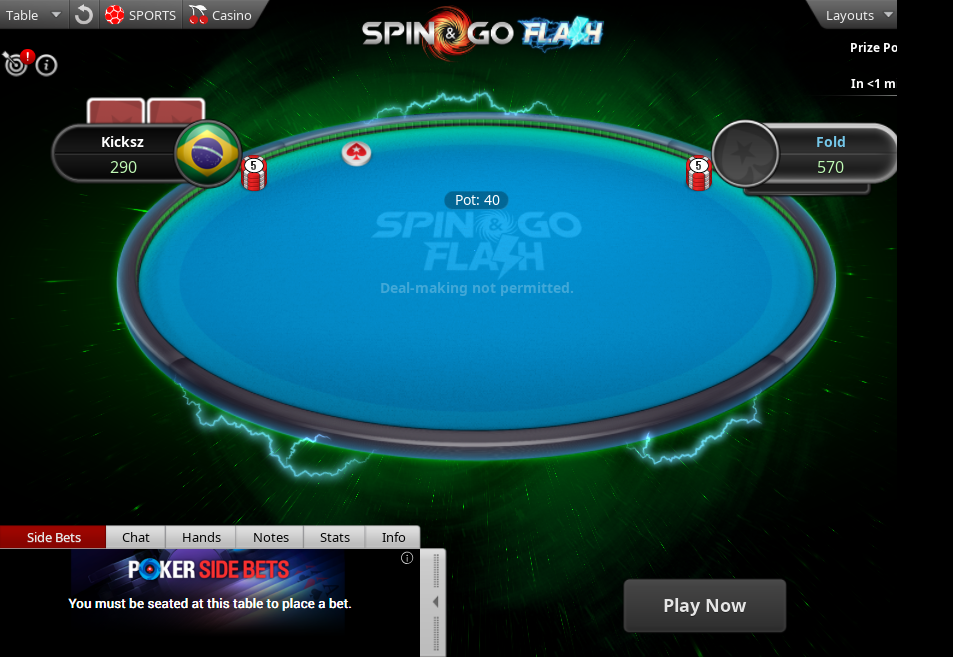 Table
SPORTS
Casino
SPIN & GO FLASH
Layouts
Prize Po
In <1 m
!
i
Kicksz
290
5
5
Fold
570
Pot: 40
SPIN & GO
FLASH
Deal-making not permitted.
Side Bets
Chat
Hands
Notes
Stats
Info
POKER SIDE BETS
i
You must be seated at this table to place a bet.
Play Now